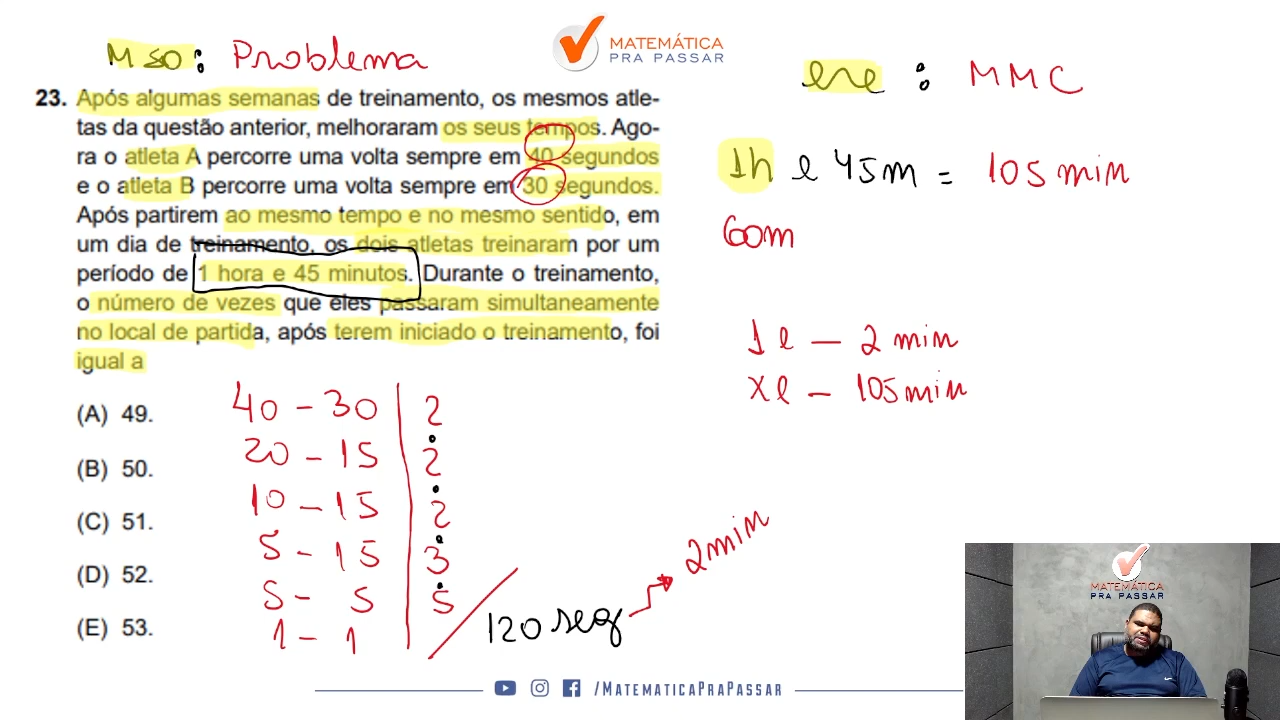 MSO: Problema
MATEMÁTICA
PRA PASSAR
ere : MMC
23. Após algumas semanas de treinamento, os mesmos atle-
tas da questão anterior, melhoraram os seus tempos. Ago-
ra o atleta A percorre uma volta sempre em 40 segundos
e o atleta B percorre uma volta sempre em 30 segundos.
Após partirem ao mesmo tempo e no mesmo sentido, em
um dia de treinamento, os dois atletas treinaram por um
período de 1 hora e 45 minutos. Durante o treinamento,
o número de vezes que eles passaram simultaneamente
no local de partida, após terem iniciado o treinamento, foi
igual a
(A) 49.
(B) 50.
(C) 51.
(D) 52.
(E) 53.
40 - 30 | 2
20 - 15 | 2
10 - 15 | 2
5 - 15 | 3
5 - 5 | 5
1 - 1
120 seg
2 min
1h e 45m = 105 min
60m
1e - 2 min
xe - 105 min
MATEMÁTICA
PRA PASSAR
/MATEMATICAPRAPASSAR